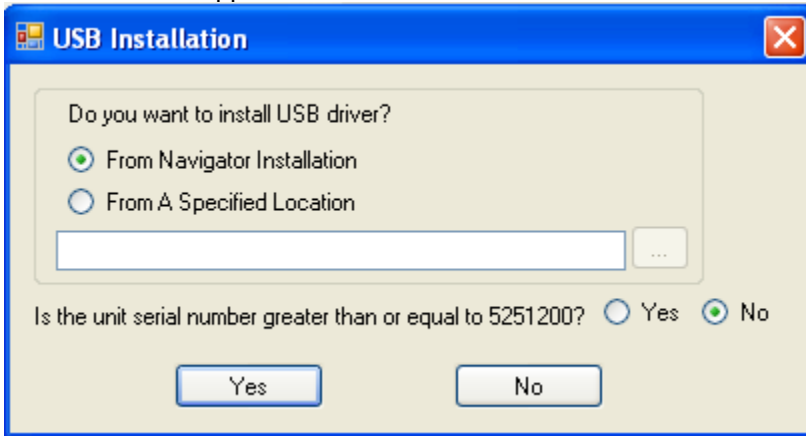 USB Installation
Do you want to install USB driver?
From Navigator Installation
From A Specified Location
...
Is the unit serial number greater than or equal to 5251200? Yes No
Yes No